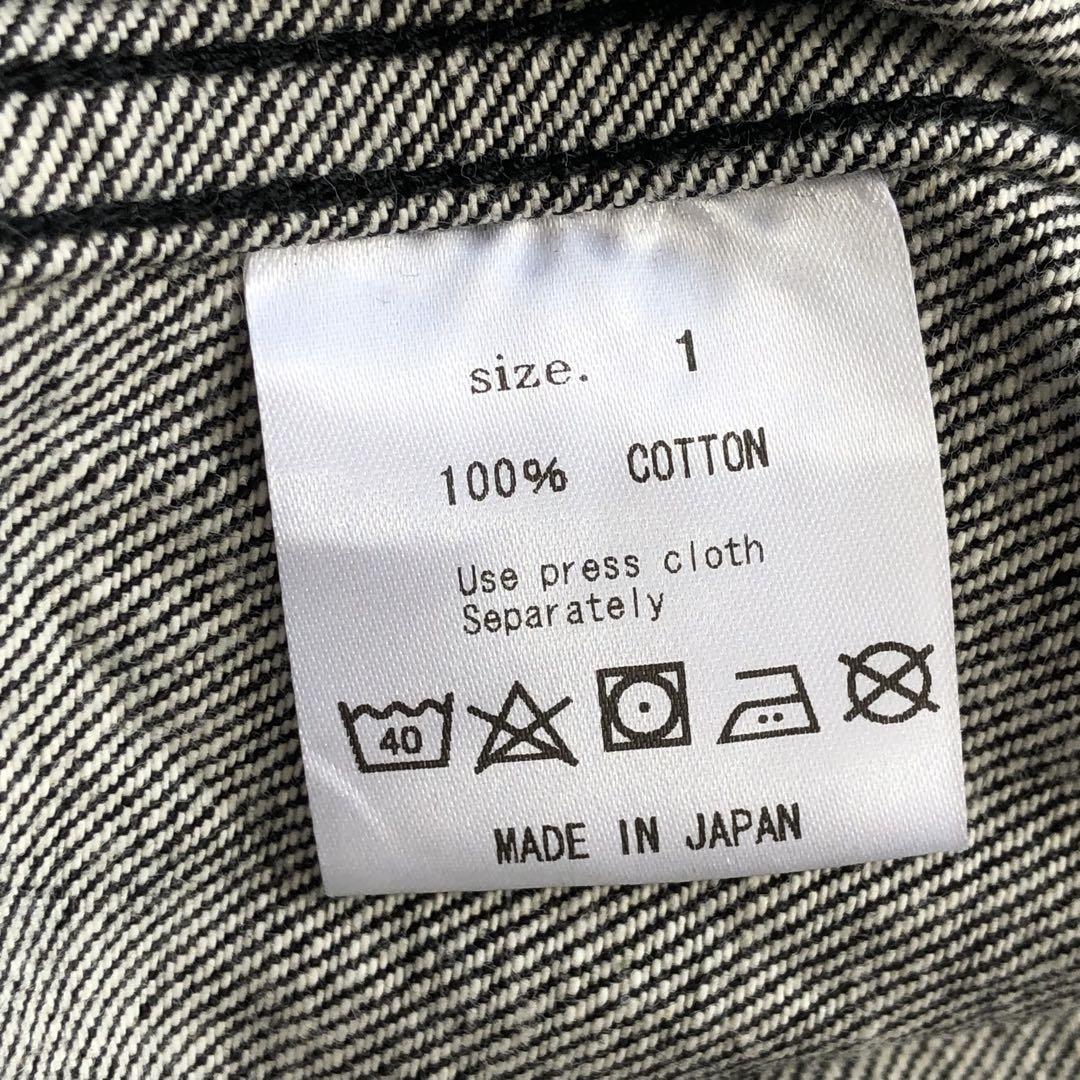 size. 1
100% COTTON
Use press cloth
Separately
40
MADE IN JAPAN